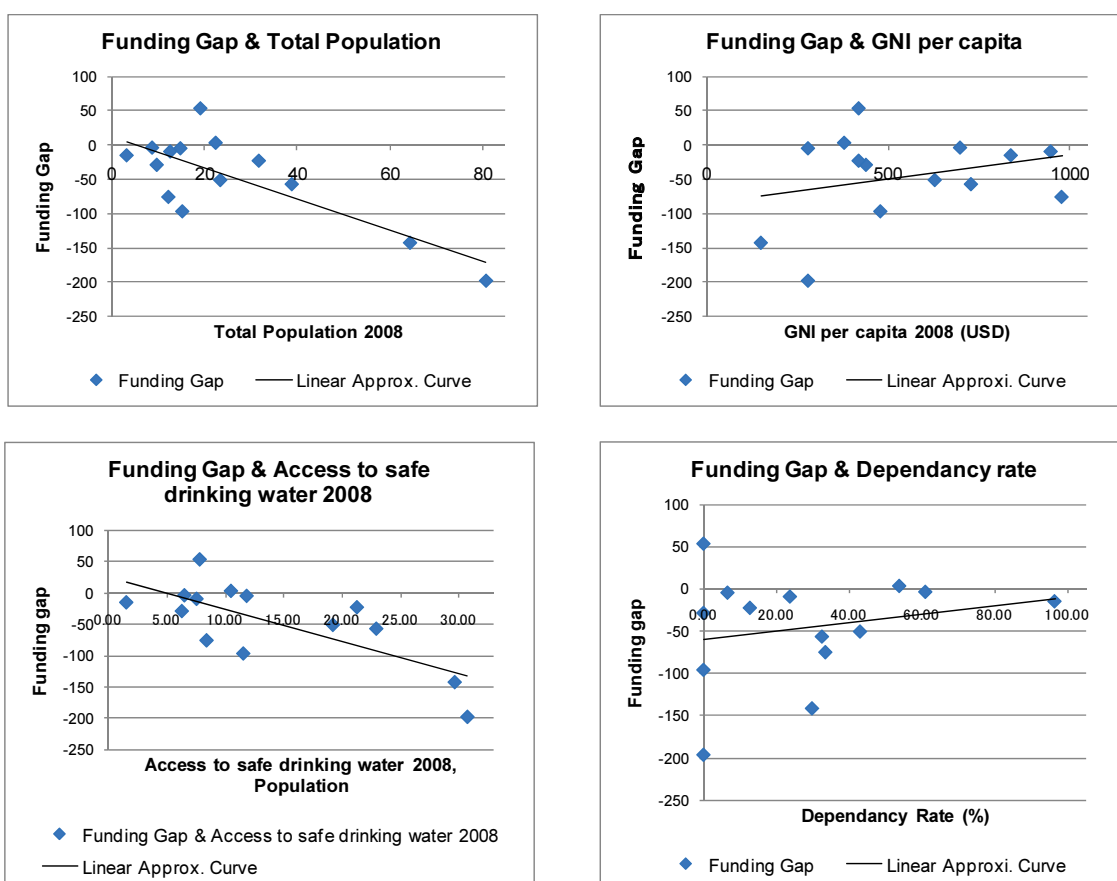 Funding Gap & Total Population
100
50
0
-50
-100
-150
-200
-250
0
20
40
60
80
Funding Gap
Total Population 2008
Funding Gap
Linear Approx. Curve
Funding Gap & GNI per capita
100
50
0
-50
-100
-150
-200
-250
0
500
1000
Funding Gap
GNI per capita 2008 (USD)
Funding Gap
Linear Approxi. Curve
Funding Gap & Access to safe
drinking water 2008
100
50
0
-50
-100
-150
-200
-250
0.00
5.00
10.00
15.00
20.00
25.00
30.00
Funding gap
Access to safe drinking water 2008,
Population
Funding Gap & Access to safe drinking water 2008
Linear Approx. Curve
Funding Gap & Dependancy rate
100
50
0
-50
-100
-150
-200
-250
0.00
20.00
40.00
60.00
80.00
100.00
Funding gap
Dependancy Rate (%)
Funding Gap
Linear Approxi. Curve